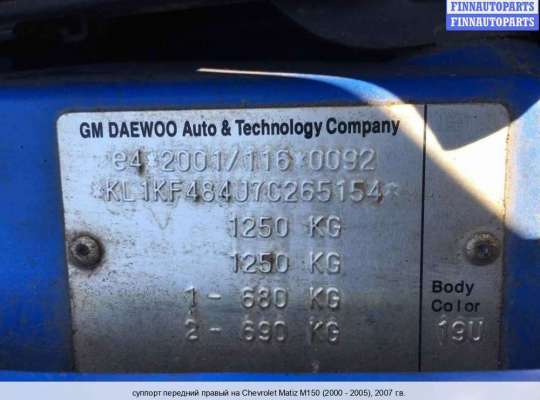 FINNAUTOPARTS
FINNAUTOPARTS
GM DAEWOO Auto & Technology Company
e4*2001/116*0092
*KL1KF484J7C265154*
1250 KG
1250 KG
1 - 680 KG
2 - 690 KG
Body
Color
19U
суппорт передний правый на Chevrolet Matiz M150 (2000 - 2005), 2007 г.в.